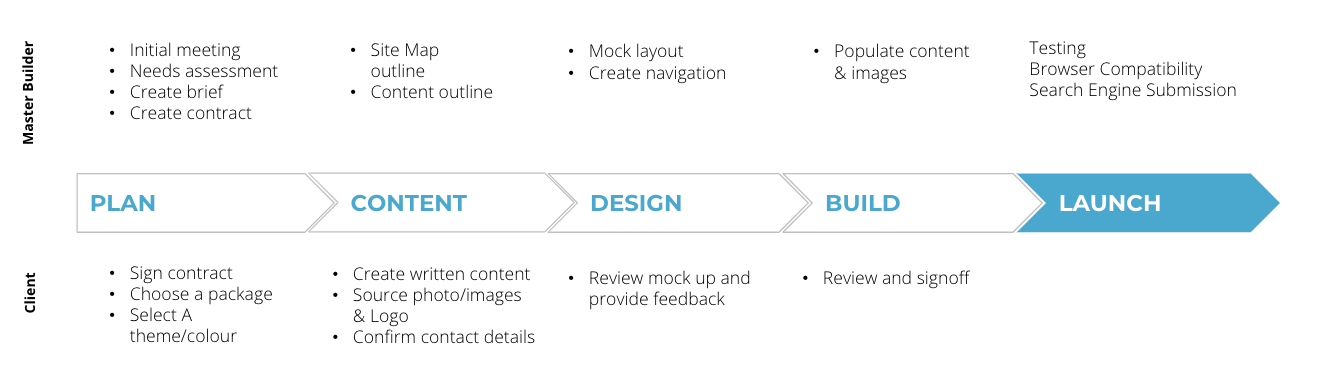 Master Builder
• Initial meeting
• Needs assessment
• Create brief
• Create contract
• Site Map
outline
• Content outline
• Mock layout
• Create navigation
• Populate content
& images
Testing
Browser Compatibility
Search Engine Submission
PLAN
CONTENT
DESIGN
BUILD
LAUNCH
Client
• Sign contract
• Choose a package
• Select A
theme/colour
• Create written content
• Source photo/images
& Logo
• Confirm contact details
• Review mock up and
provide feedback
• Review and signoff